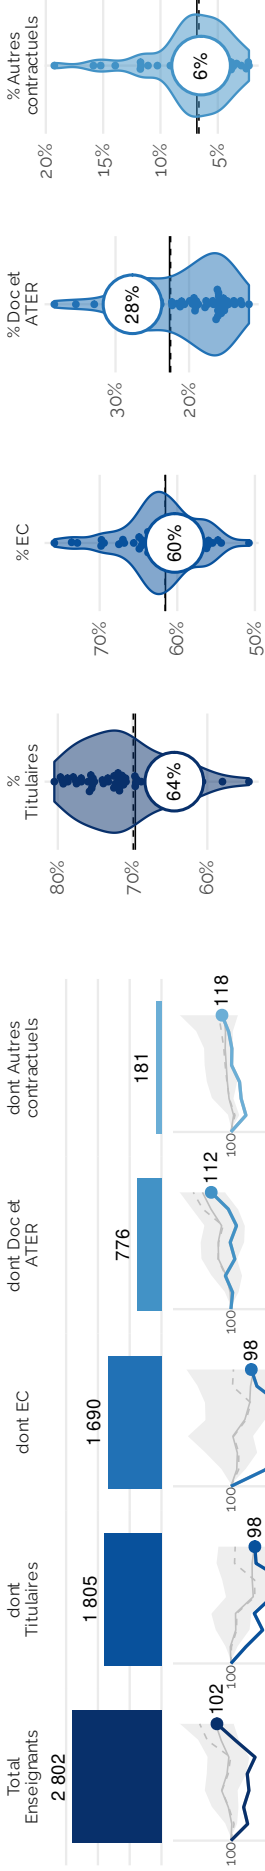 Total
Enseignants
dont
Titulaires
dont EC
dont Doc et
ATER
dont Autres
contractuels
2 802
1 805
1 690
776
181
100
102
100
98
100
98
100
112
100
118
%
Titulaires
80%
70%
60%
64%
% EC
70%
60%
50%
60%
% Doc et
ATER
30%
20%
28%
% Autres
contractuels
20%
15%
10%
5%
6%